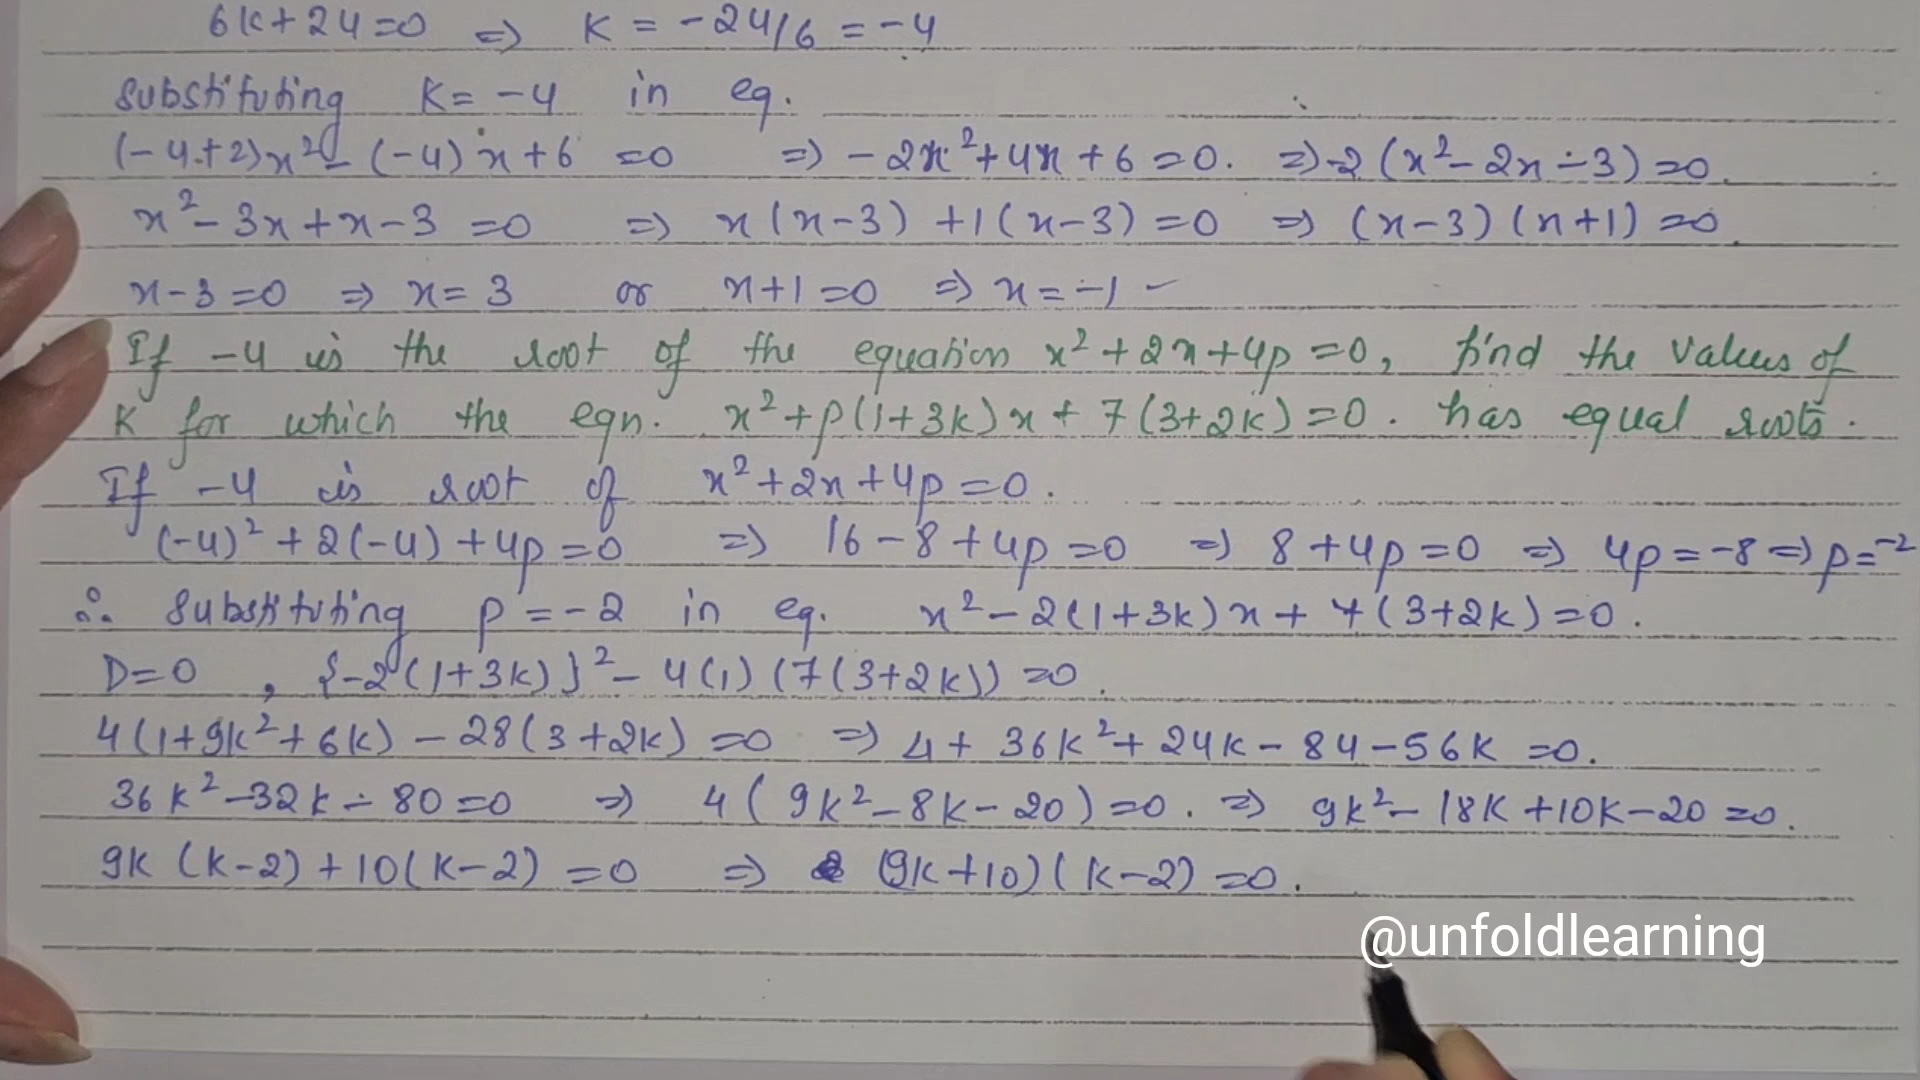 6k+24=0 ⇒ K = -24/6 = -4
Substituting K = -4 in eq.
(-4+2)x² - (-4)x+6 =0 ⇒ -2x²+4x+6=0. ⇒ -2(x²-2x-3)=0.
x²-3x+x-3=0 ⇒ x(x-3)+1(x-3)=0 ⇒ (x-3)(x+1)=0.
x-3=0 ⇒ x=3 or x+1=0 ⇒ x=-1
If -4 is the root of the equation x²+2x+4p=0, find the values of
K for which the eqn. x²+p(1+3k)x+7(3+2k)=0. has equal roots.
If -4 is root of x²+2x+4p=0.
(-4)²+2(-4)+4p=0 ⇒ 16-8+4p=0 ⇒ 8+4p=0 ⇒ 4p=-8 ⇒ p=-2
∴ Substituting p=-2 in eq. x²-2(1+3k)x+7(3+2k)=0.
D=0, {-2(1+3k)}²-4(1)(7(3+2k))=0.
4(1+9k²+6k)-28(3+2k)=0 ⇒ 4+36k²+24k-84-56k=0.
36k²-32k-80=0 ⇒ 4(9k²-8k-20)=0. ⇒ 9k²-18k+10k-20=0.
9k(k-2)+10(k-2)=0 ⇒ (9k+10)(k-2)=0.
@unfoldlearning